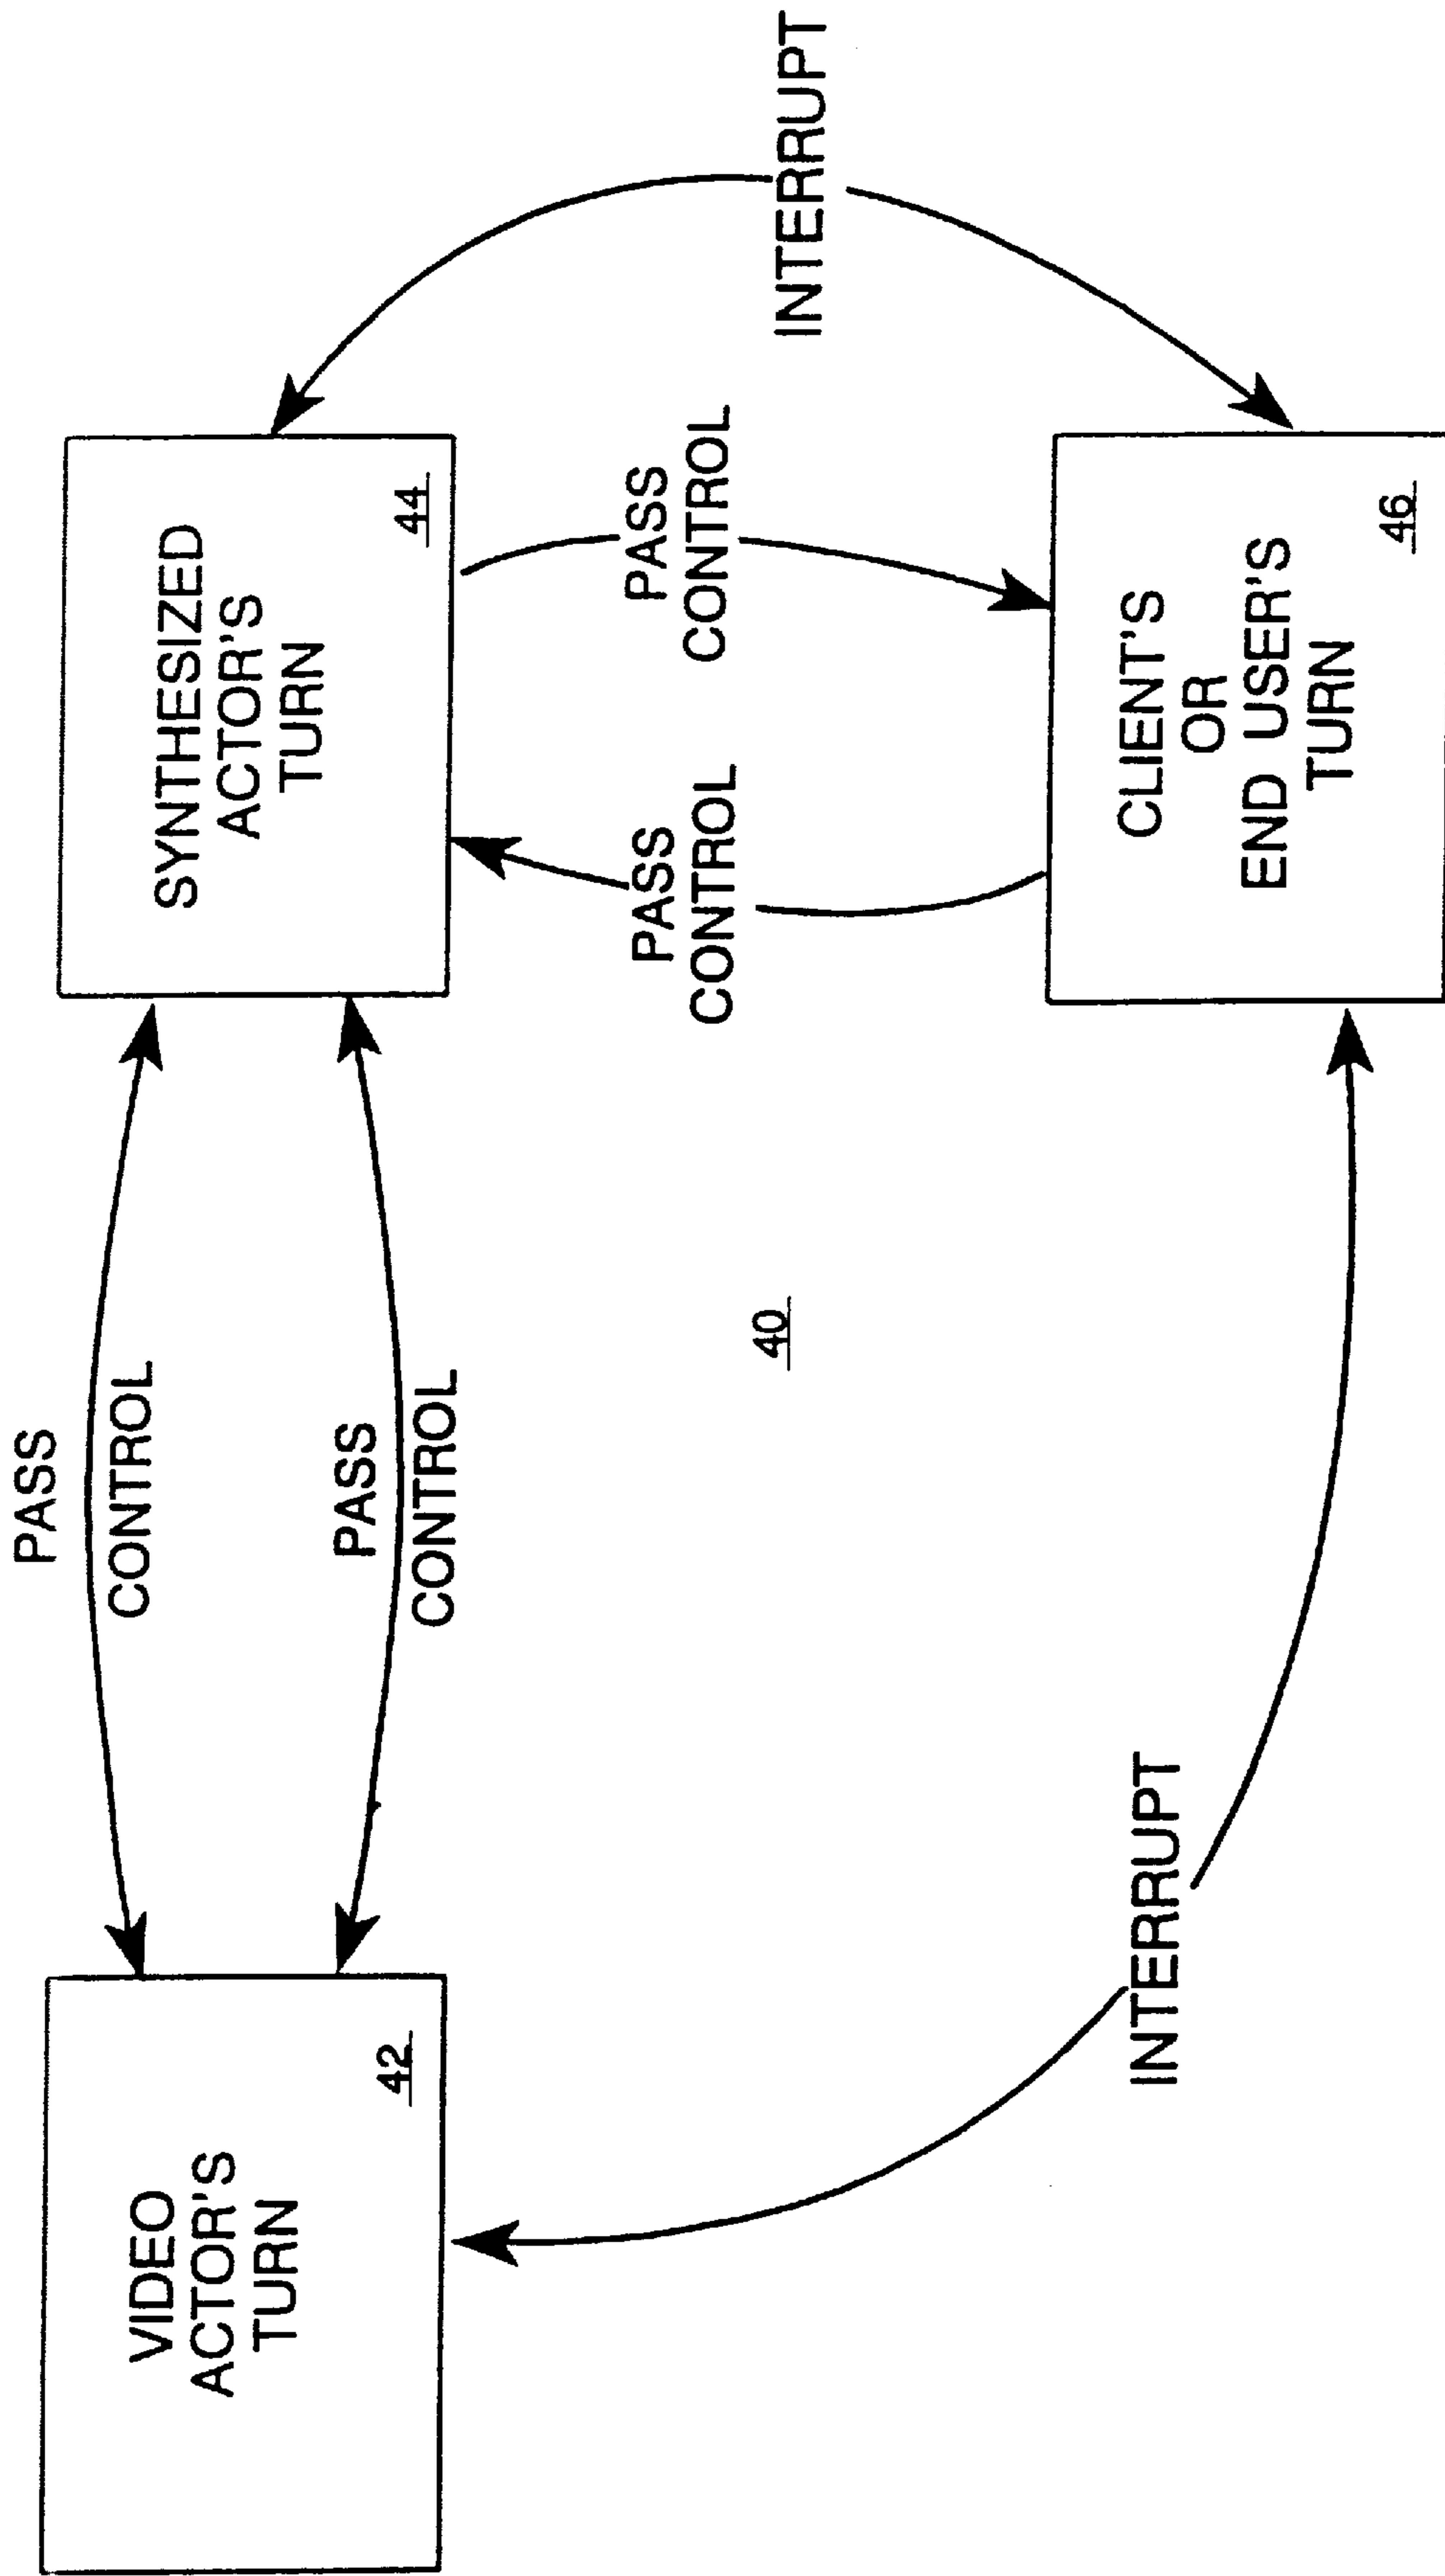 PASS
CONTROL
PASS
CONTROL
VIDEO
ACTOR'S
TURN
42
SYNTHESIZED
ACTOR'S
TURN
44
PASS
CONTROL
PASS
CONTROL
INTERRUPT
40
INTERRUPT
CLIENT'S
OR
END USER'S
TURN
46